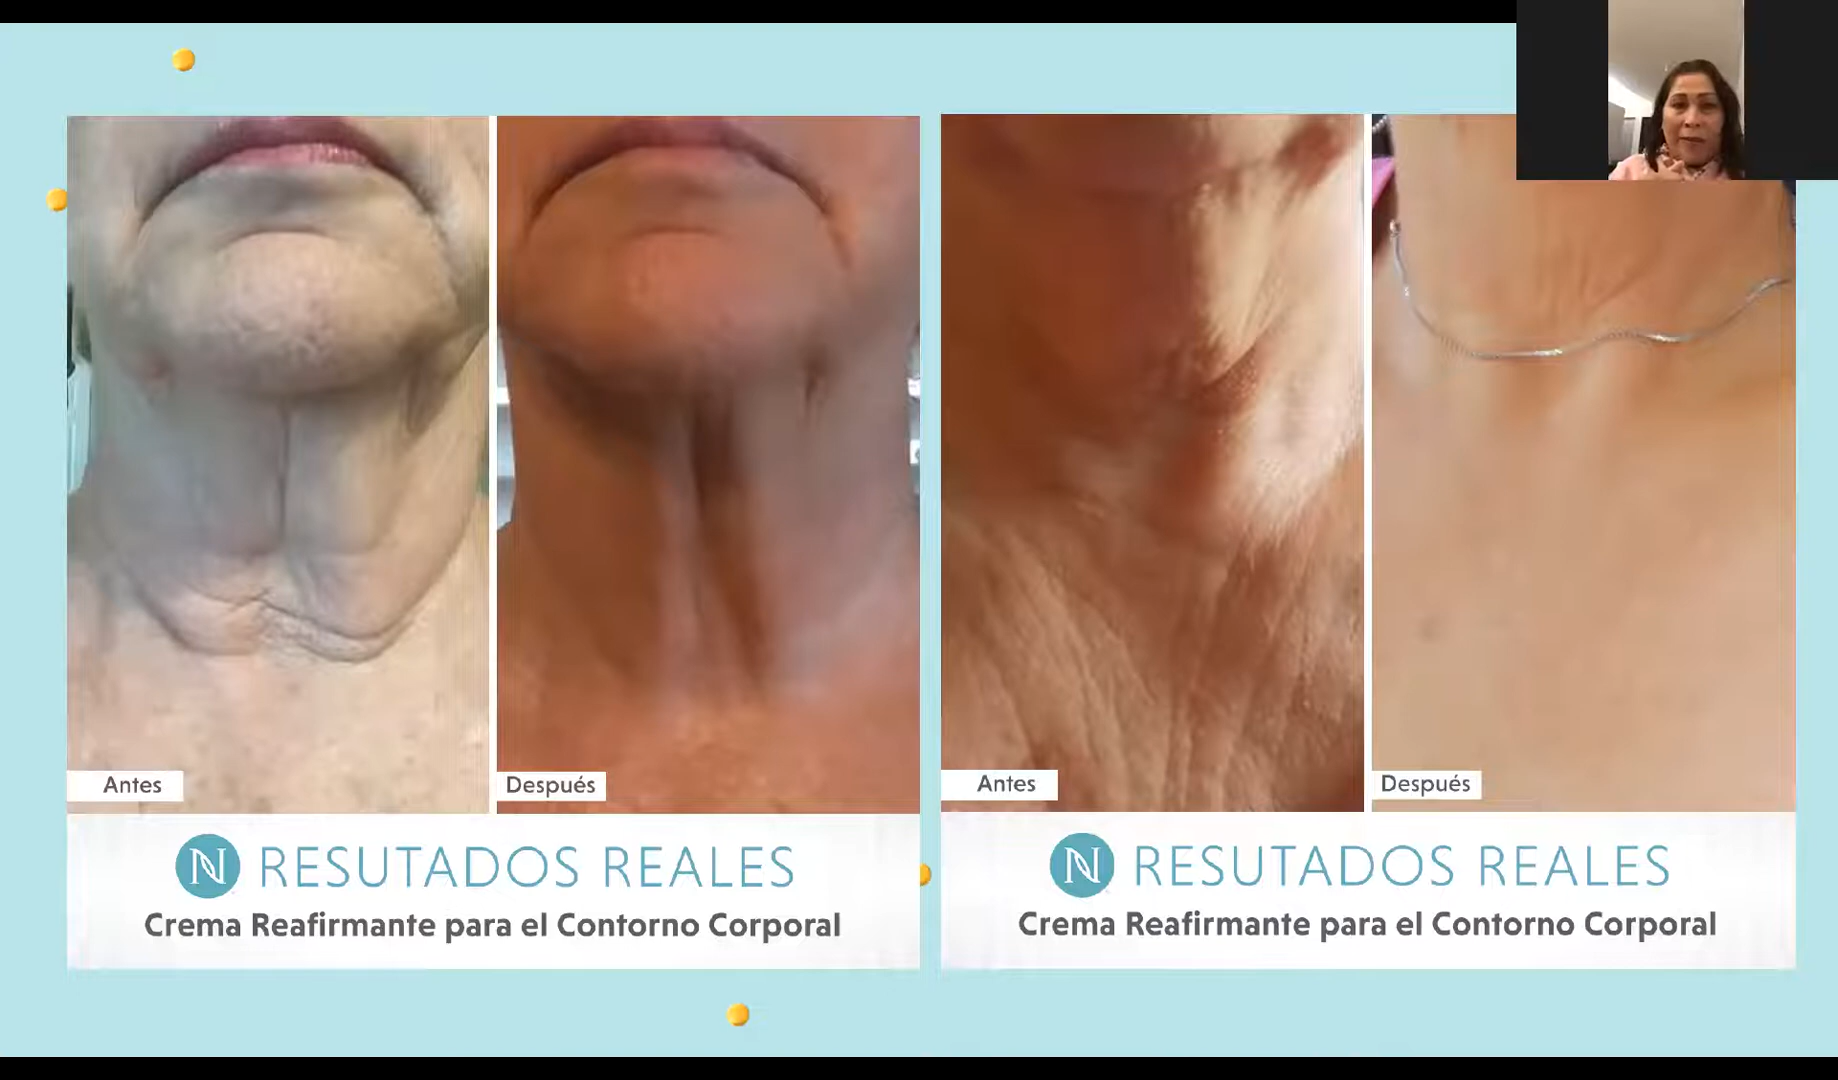 Antes
Después
N RESUTADOS REALES
Crema Reafirmante para el Contorno Corporal
Antes
Después
N RESUTADOS REALES
Crema Reafirmante para el Contorno Corporal